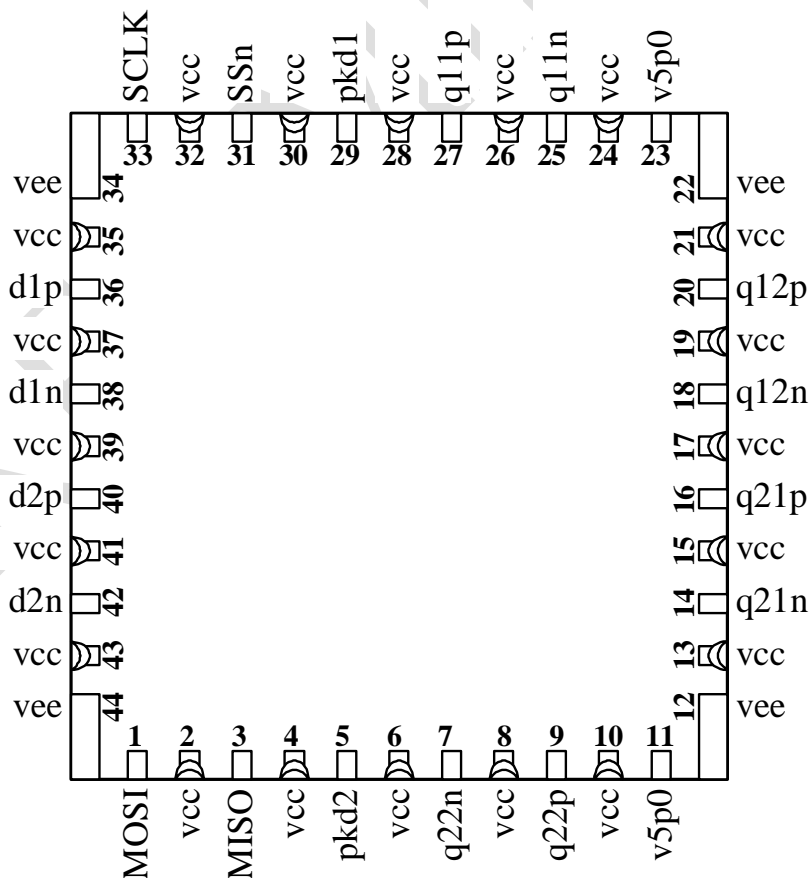 SCLK vcc SSn vcc pkd1 vcc q11p vcc q11n vcc v5p0
33 32 31 30 29 28 27 26 25 24 23
vee 34 22 vee
vcc 35 21 vcc
d1p 36 20 q12p
vcc 37 19 vcc
d1n 38 18 q12n
vcc 39 17 vcc
d2p 40 16 q21p
vcc 41 15 vcc
d2n 42 14 q21n
vcc 43 13 vcc
vee 44 12 vee
1 2 3 4 5 6 7 8 9 10 11
MOSI vcc MISO vcc pkd2 vcc q22n vcc q22p vcc v5p0